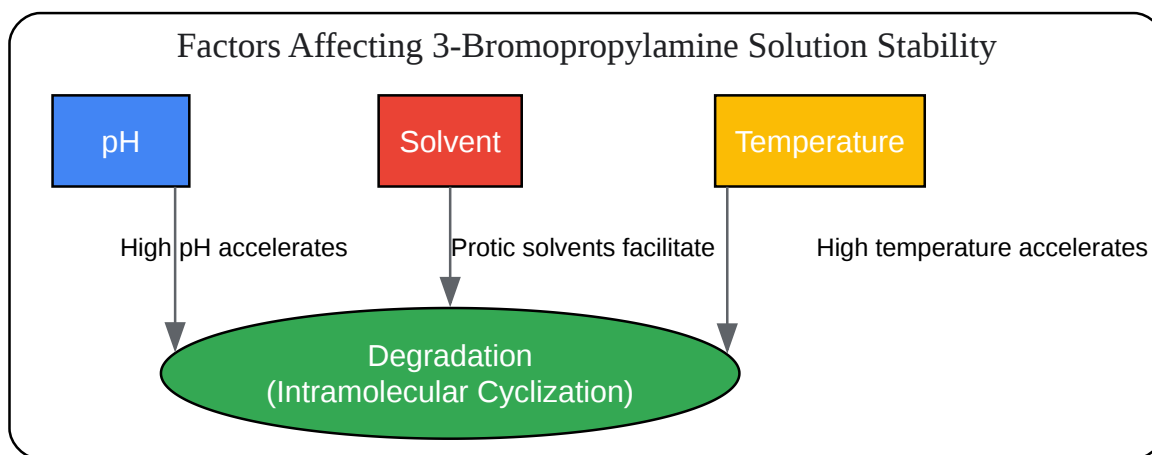 Factors Affecting 3-Bromopropylamine Solution Stability
pH
Solvent
Temperature
High pH accelerates
Protic solvents facilitate
High temperature accelerates
Degradation
(Intramolecular Cyclization)